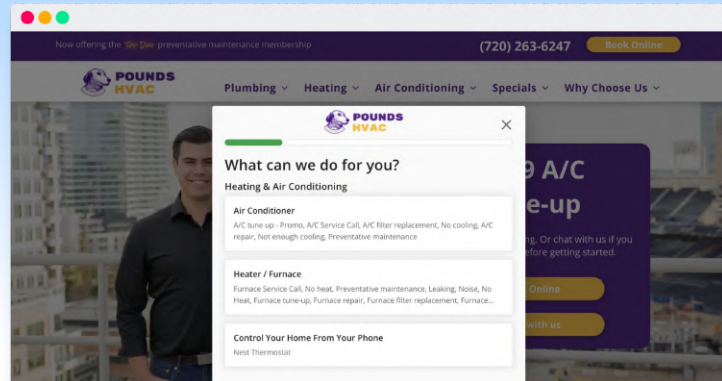 Now offering the Top Dog preventative maintenance membership
(720) 263-6247
Book Online
POUNDS
HVAC
Plumbing
Heating
Air Conditioning
Specials
Why Choose Us
POUNDS
HVAC
What can we do for you?
Heating & Air Conditioning
Air Conditioner
A/C tune up - Promo, A/C Service Call, A/C filter replacement, No cooling, A/C
repair, Not enough cooling, Preventative maintenance
Heater / Furnace
Furnace Service Call, No heat, Preventative maintenance, Leaking, Noise, No
Heat, Furnace tune-up, Furnace repair, Furnace filter replacement, Furnace...
Control Your Home From Your Phone
Nest Thermostat
9 A/C
e-up
ng. Or chat with us if you
efore getting started.
Online
with us